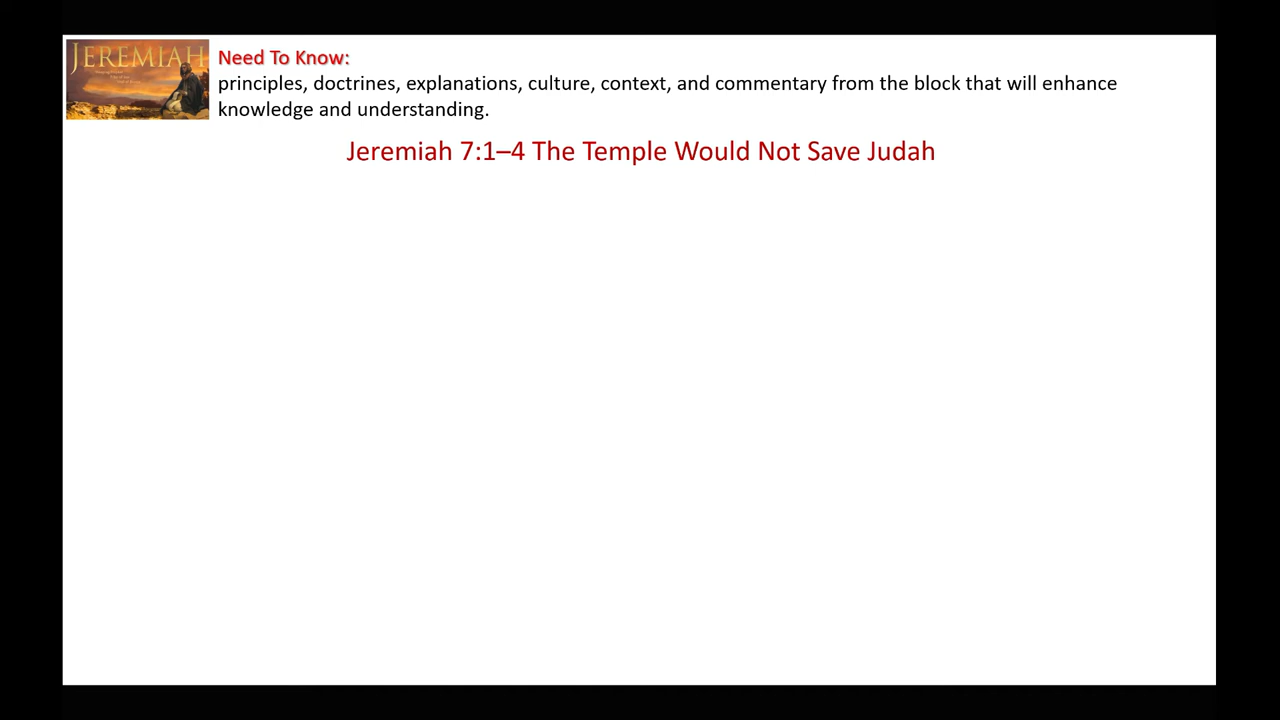 JEREMIAH
Need To Know:
principles, doctrines, explanations, culture, context, and commentary from the block that will enhance
knowledge and understanding.
Jeremiah 7:1–4 The Temple Would Not Save Judah